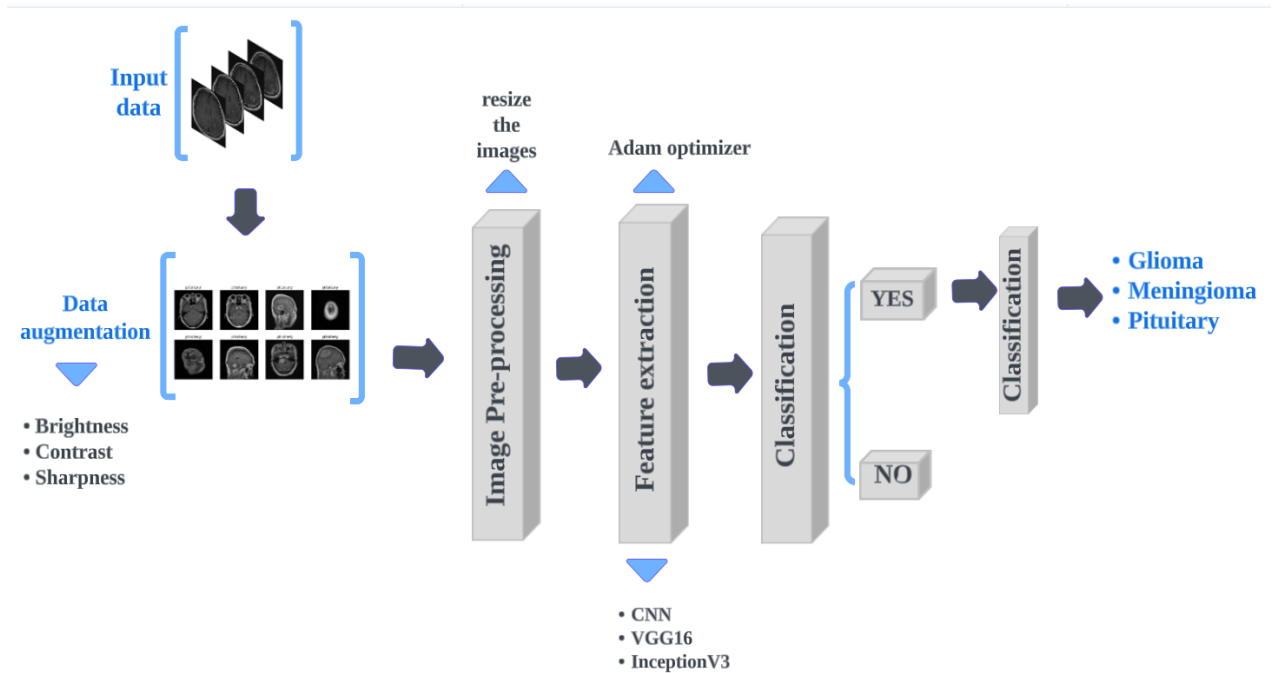 Input
data
resize
the
images
Adam optimizer
Data
augmentation
• Brightness
• Contrast
• Sharpness
Image Pre-processing
Feature extraction
Classification
YES
NO
Classification
• Glioma
• Meningioma
• Pituitary
• CNN
• VGG16
• InceptionV3